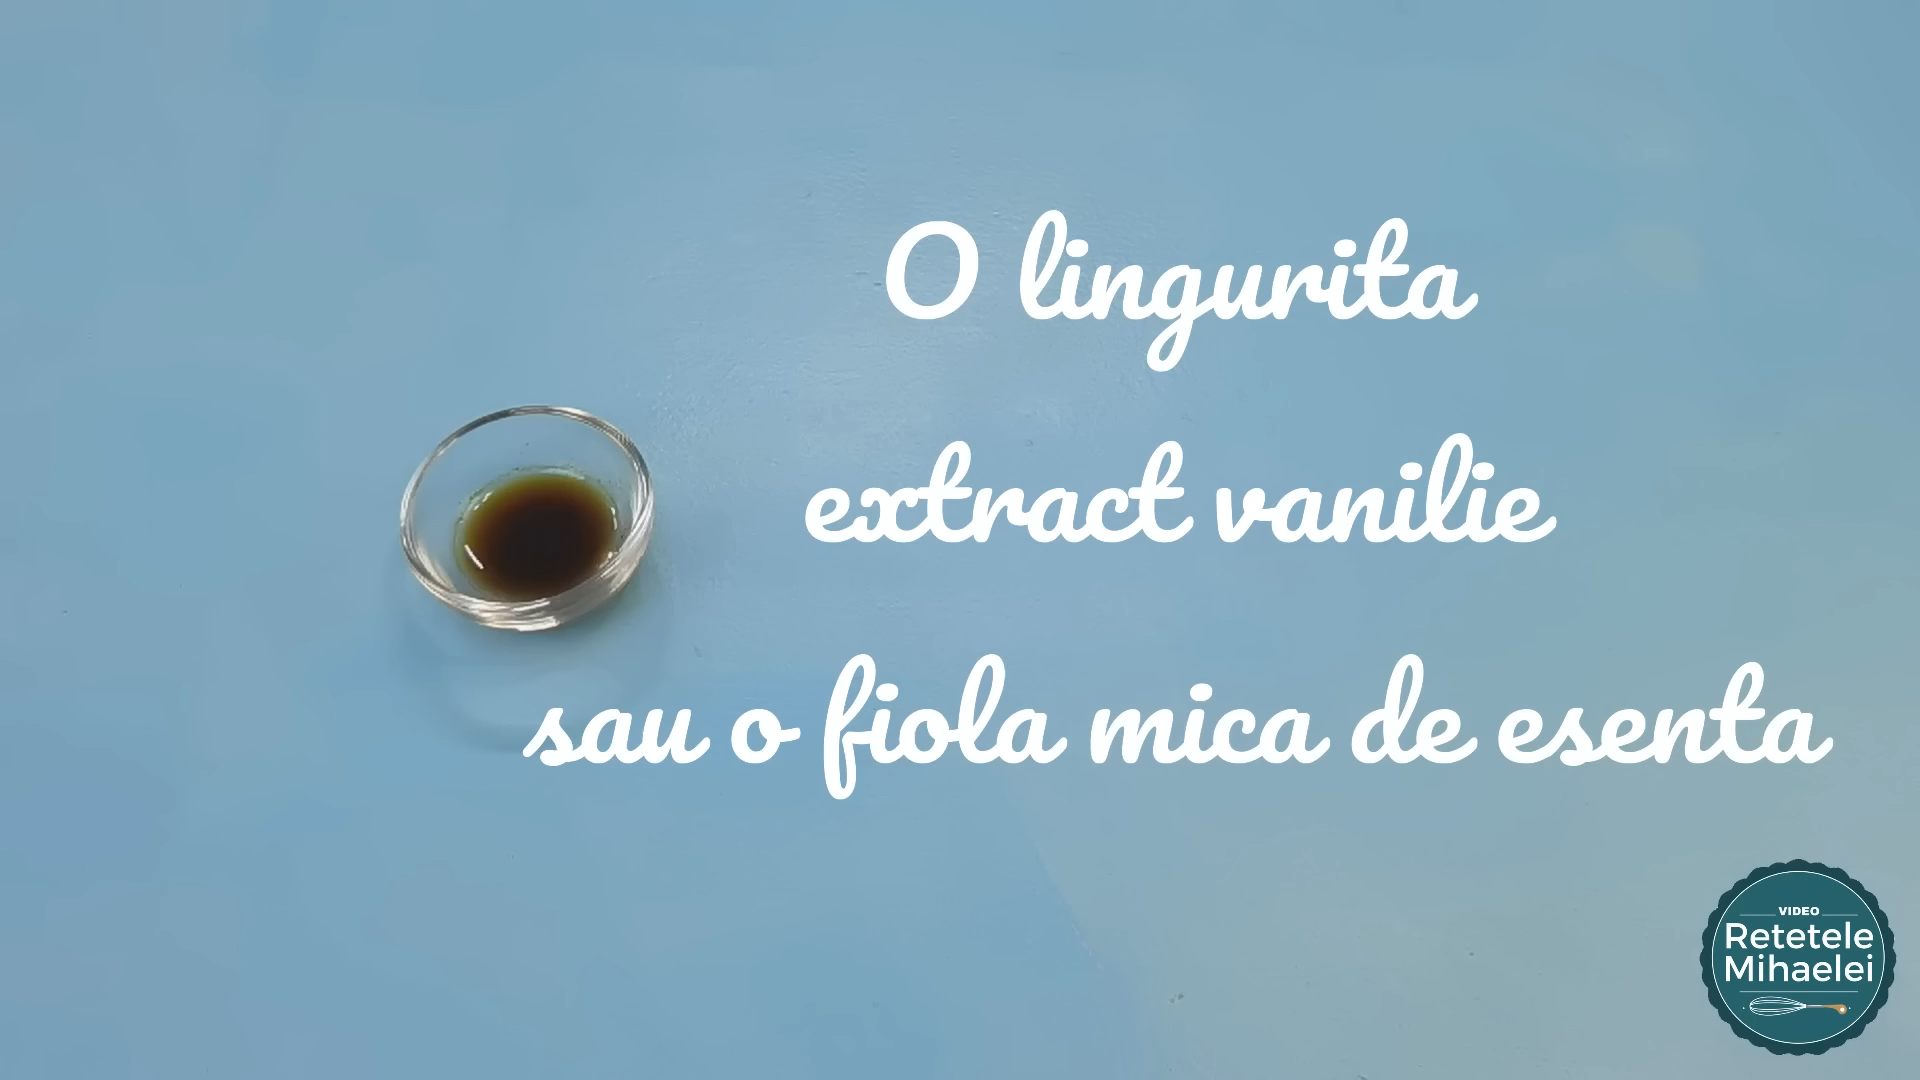 O lingurita
extract vanilie
sau o fiola mica de esenta
VIDEO
Retetele
Mihaelei